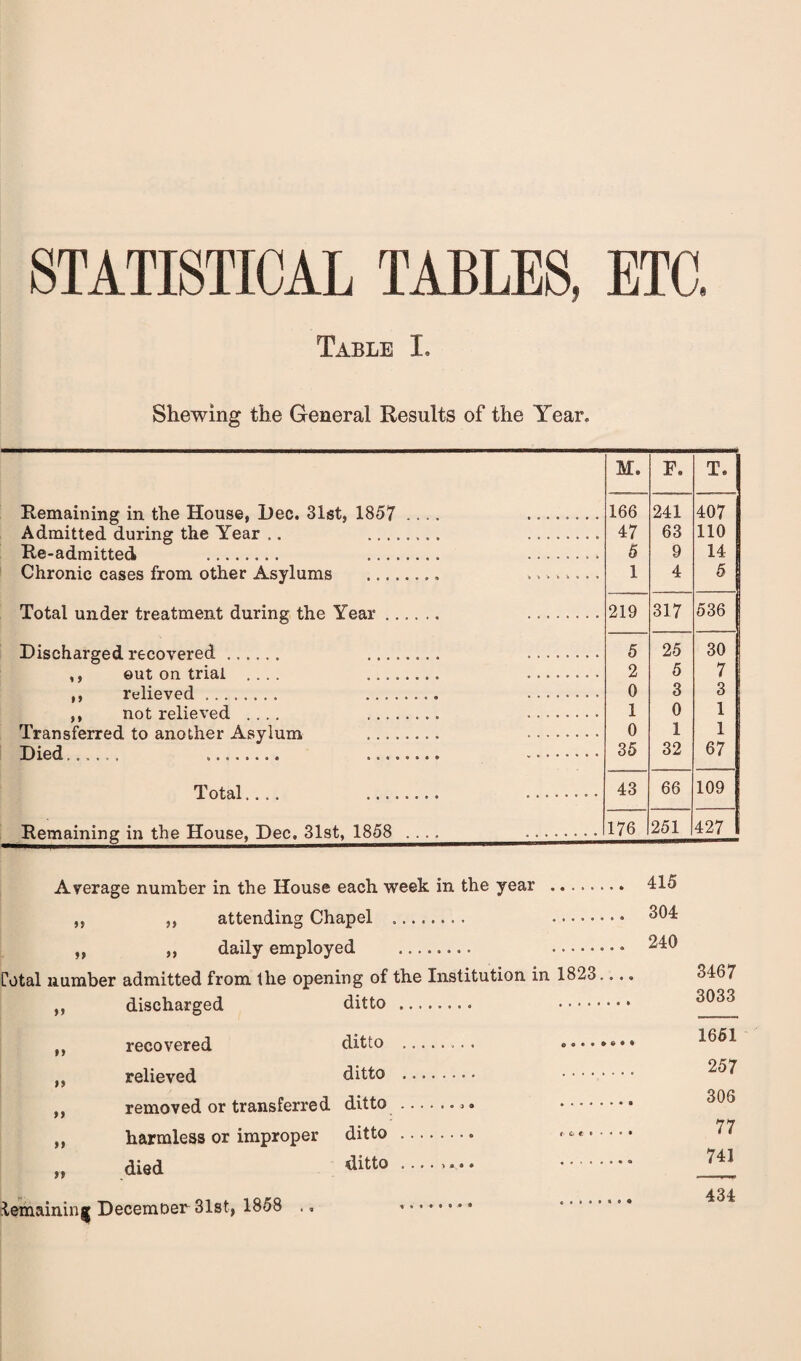 STATISTICAL TABLES, ETC.
Table I.
Shewing the General Results of the Year.
M. F. T.
Remaining in the House, Dec. 31st, 1857 .... ........ 166 241 407
Admitted during the Year .. ........ ........ 47 63 110
Re-admitted ........ ........ ........ 5 9 14
Chronic cases from other Asylums ........ ........ 1 4 5
Total under treatment during the Year ...... ........ 219 317 536
Discharged recovered ...... ........ ........ 5 25 30
,, out on trial .... ........ ........ 2 5 7
,, relieved ........ ........ ........ 0 3 3
,, not relieved .... ........ ........ 1 0 1
Transferred to another Asylum ........ ........ 0 1 1
Died...... ........ ........ ........ 35 32 67
Total.... ........ ........ 43 66 109
Remaining in the House, Dec. 31st, 1858 .... ........ 176 251 427
Average number in the House each week in the year ........ 415
,, ,, attending Chapel ........ ........ 304
,, ,, daily employed ........ ........ 240
Total number admitted from the opening of the Institution in 1823.... 3467
,, discharged ditto ........ ........ 3033
,, recovered ditto ........ ........ 1651
,, relieved ditto ........ ........ 257
,, removed or transferred ditto ........ ........ 306
,, harmless or improper ditto ........ ........ 77
,, died ditto ........ ........ 741
Remaining December 31st, 1858 .. ........ ........ 434